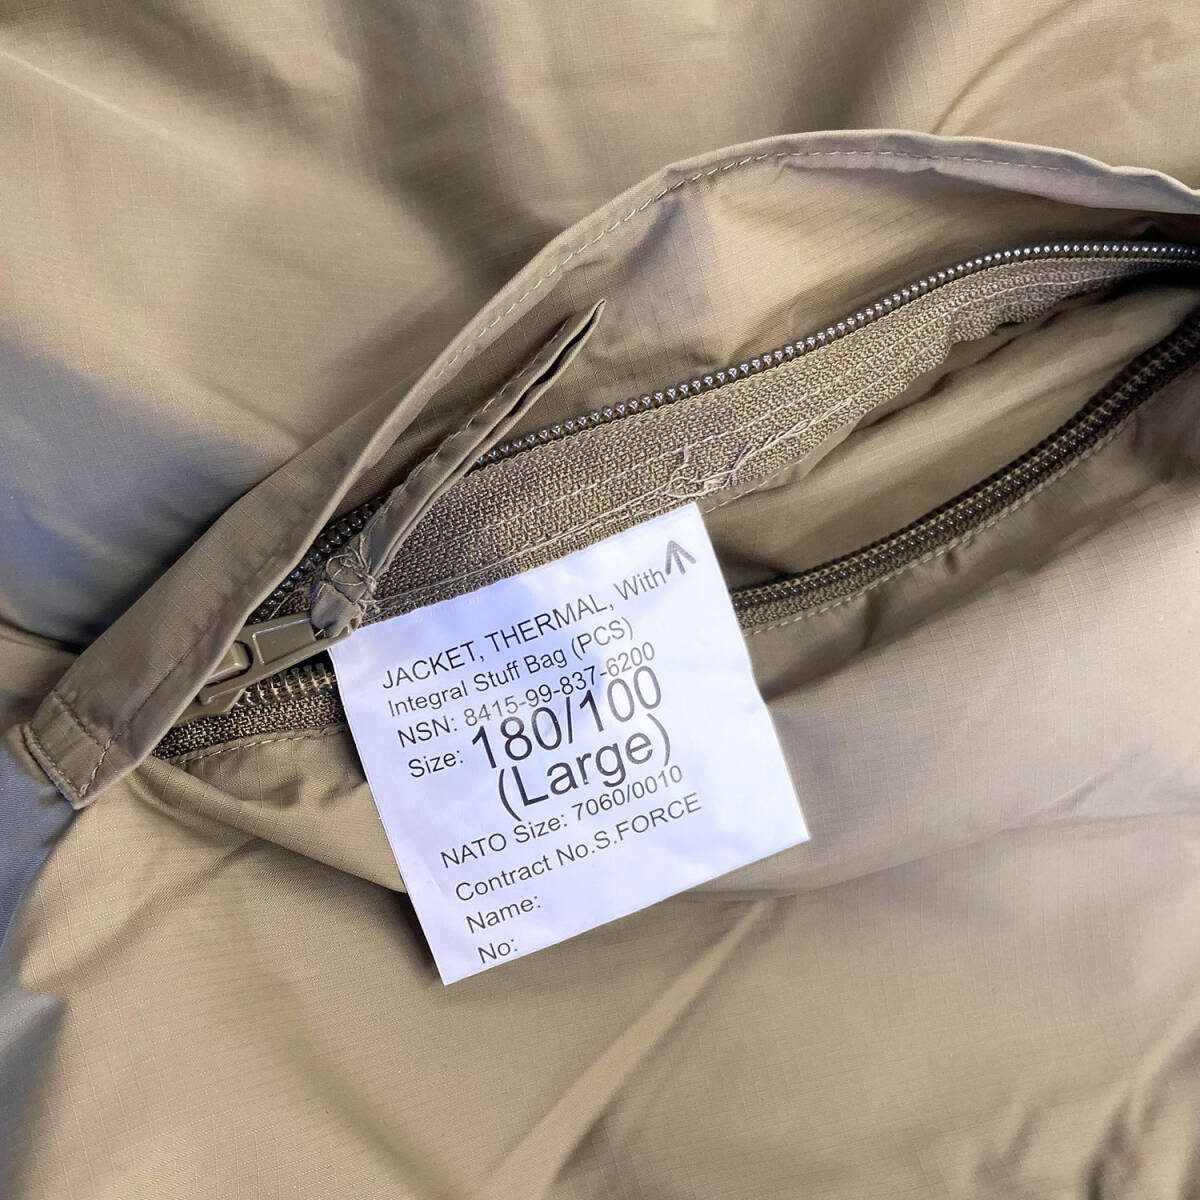 JACKET, THERMAL, With
Integral Stuff Bag (PCS)
NSN: 8415-99-837-6200
Size: 180/100
(Large)
NATO Size: 7060/0010
Contract No.S.FORCE
Name:
No: